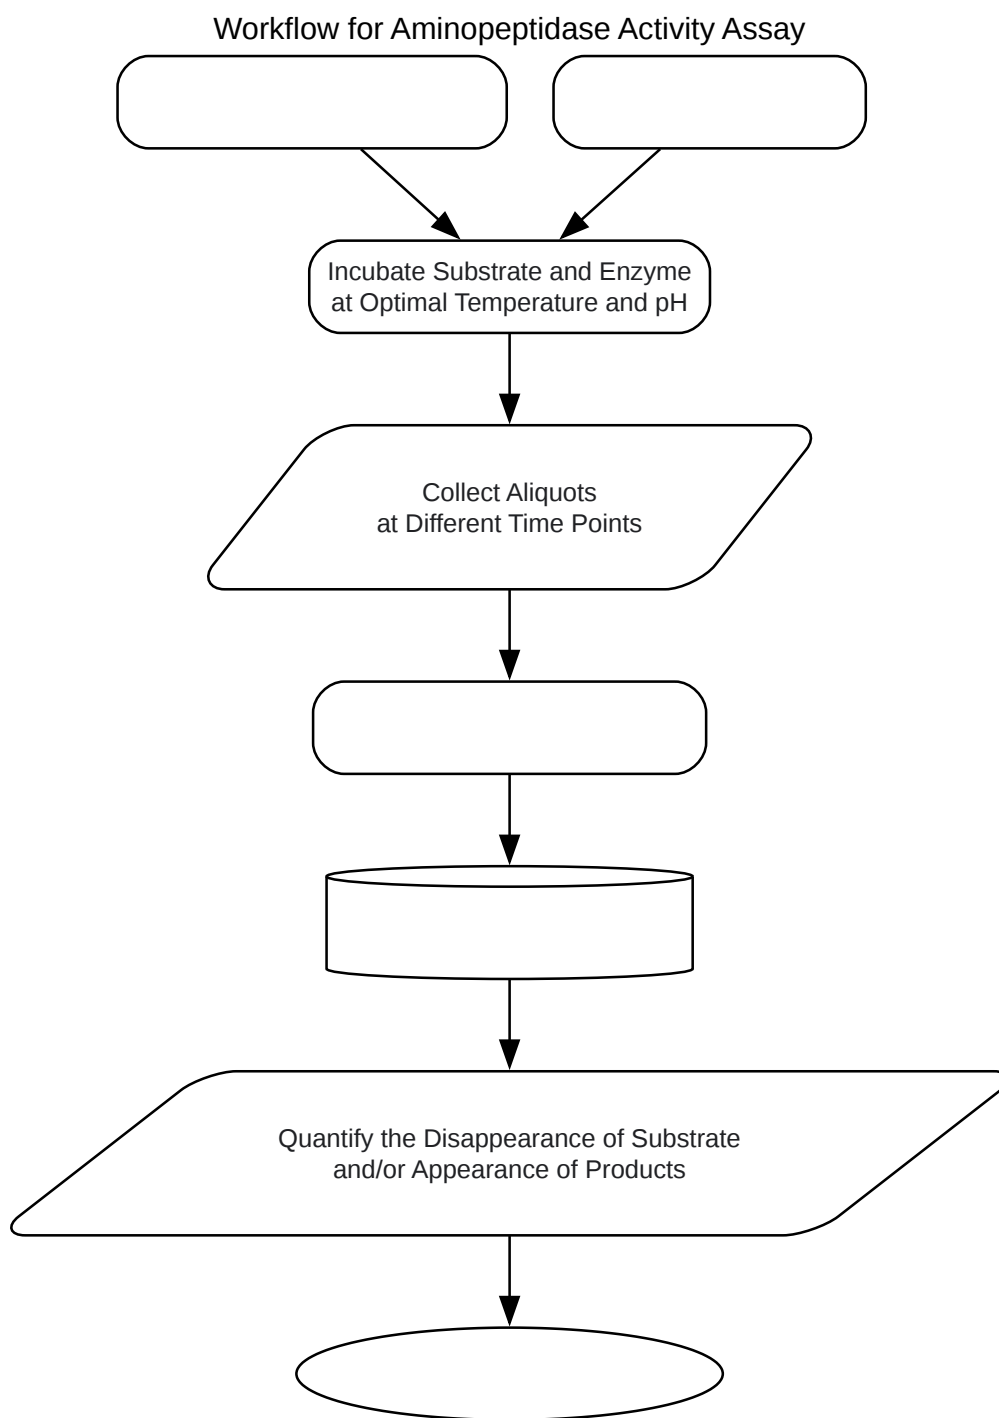 Workflow for Aminopeptidase Activity Assay
Incubate Substrate and Enzyme
at Optimal Temperature and pH
Collect Aliquots
at Different Time Points
Quantify the Disappearance of Substrate
and/or Appearance of Products